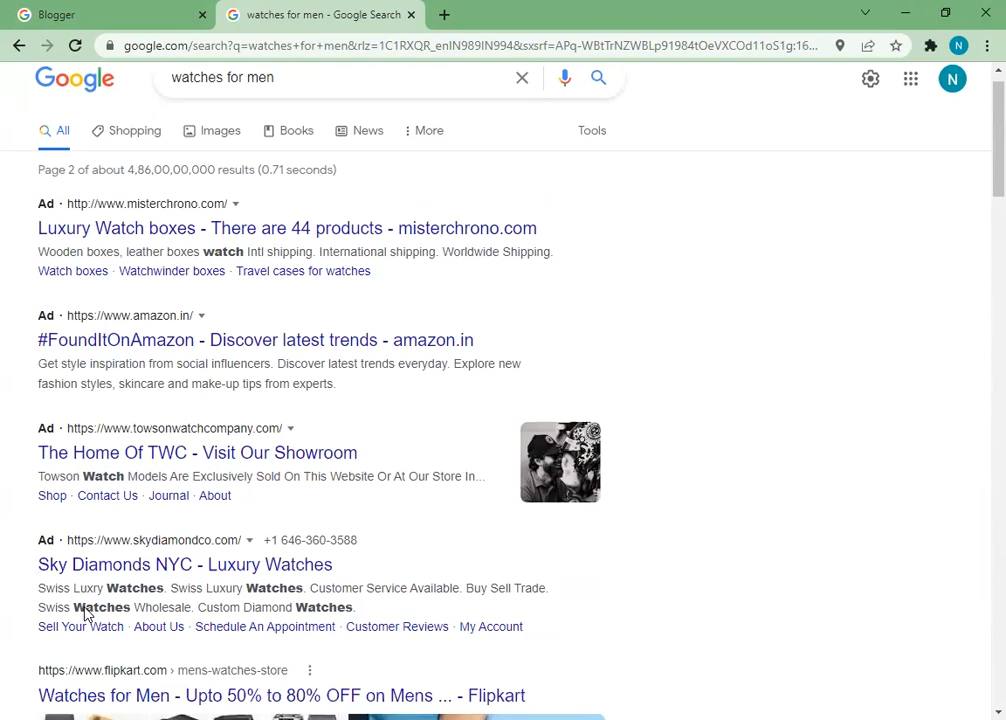 Blogger
watches for men - Google Search
google.com/search?q=watches+for+men&rlz=1C1RXQR_enIN989IN994&sxsrf=APq-WBtTrNZWBLp91984tOeVXCOd11oS1g:16...
N
Google
watches for men
N
All Shopping Images Books News More Tools
Page 2 of about 4,86,00,00,000 results (0.71 seconds)
Ad · http://www.misterchrono.com/
Luxury Watch boxes - There are 44 products - misterchrono.com
Wooden boxes, leather boxes watch Intl shipping. International shipping. Worldwide Shipping.
Watch boxes · Watchwinder boxes · Travel cases for watches
Ad · https://www.amazon.in/
#FoundItOnAmazon - Discover latest trends - amazon.in
Get style inspiration from social influencers. Discover latest trends everyday. Explore new
fashion styles, skincare and make-up tips from experts.
Ad · https://www.towsonwatchcompany.com/
The Home Of TWC - Visit Our Showroom
Towson Watch Models Are Exclusively Sold On This Website Or At Our Store In...
Shop · Contact Us · Journal · About
Ad · https://www.skydiamondco.com/ +1 646-360-3588
Sky Diamonds NYC - Luxury Watches
Swiss Luxry Watches. Swiss Luxury Watches. Customer Service Available. Buy Sell Trade.
Swiss Watches Wholesale. Custom Diamond Watches.
Sell Your Watch · About Us · Schedule An Appointment · Customer Reviews · My Account
https://www.flipkart.com › mens-watches-store
Watches for Men - Upto 50% to 80% OFF on Mens ... - Flipkart